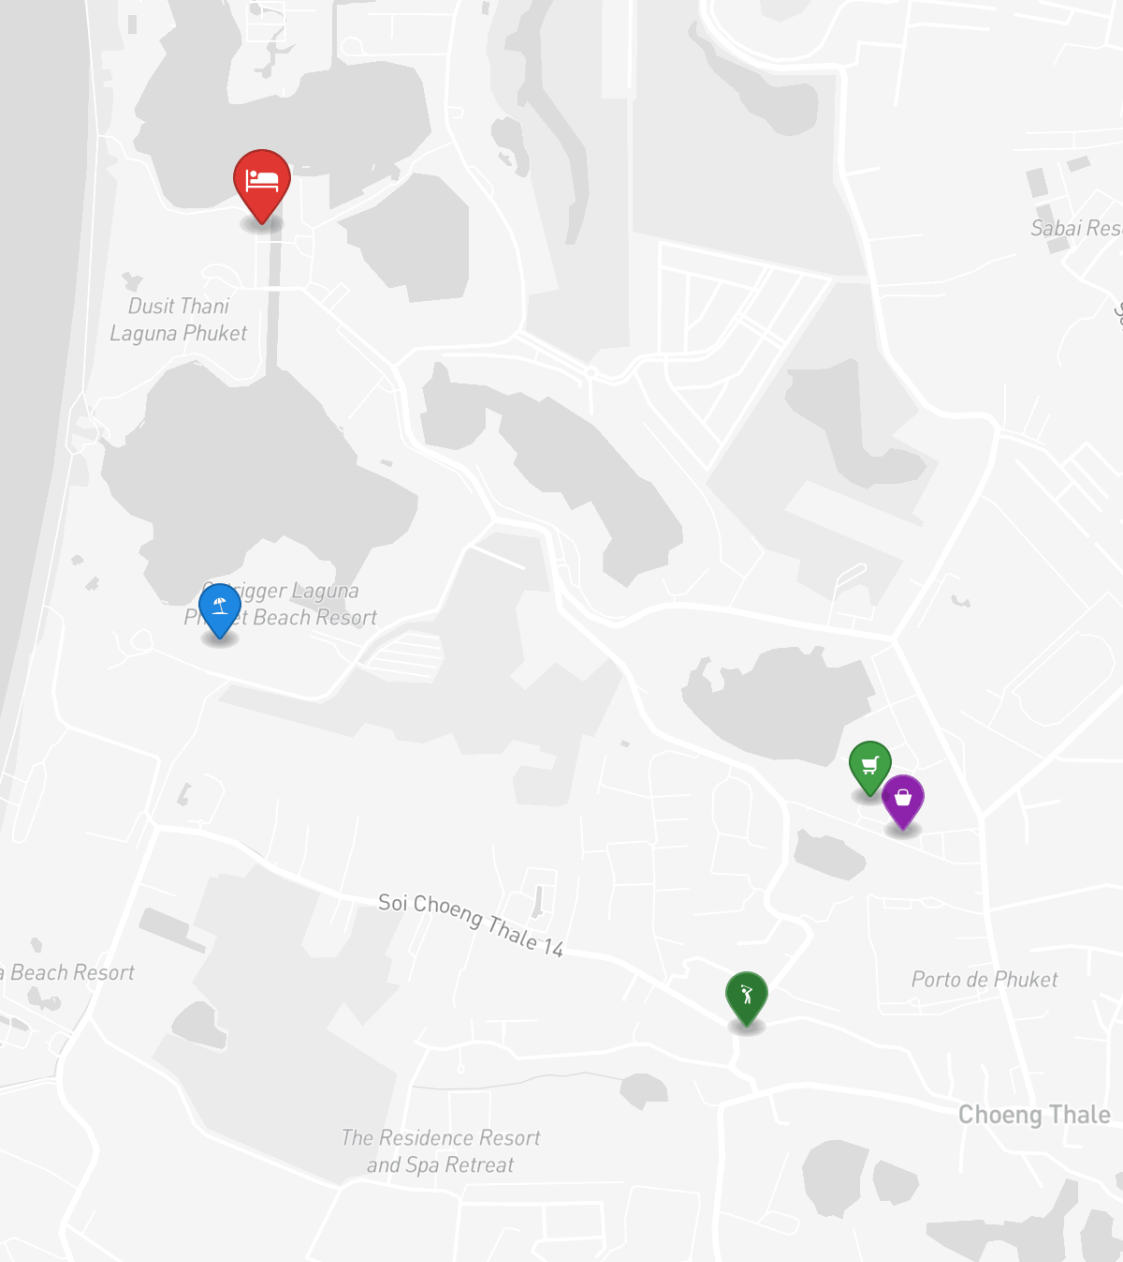 Sabai Res
Dusit Thani
Laguna Phuket
Laguna
Beach Resort
Soi Choeng Thale 14
a Beach Resort
Porto de Phuket
Choeng Thale
The Residence Resort
and Spa Retreat